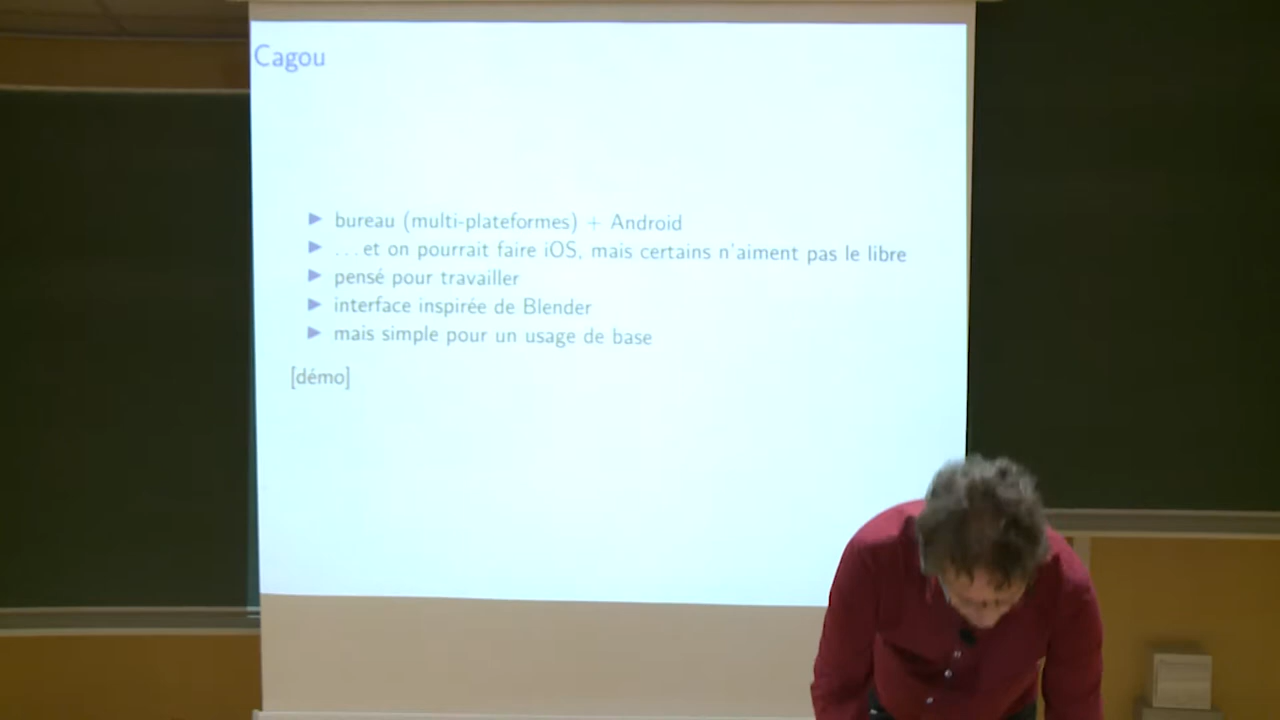 Cagou
▶ bureau (multi-plateformes) + Android
▶ ...et on pourrait faire iOS, mais certains n'aiment pas le libre
▶ pensé pour travailler
▶ interface inspirée de Blender
▶ mais simple pour un usage de base
[démo]